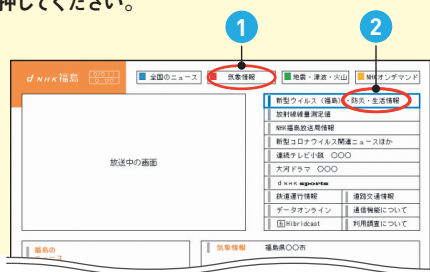 押してください。
1 2
dNHK福島 全国のニュース 気象情報 地震・津波・火山 NHKオンデマンド
放送中の画面
新型ウイルス（福島）・防災・生活情報
放射線線量測定値
NHK福島放送局情報
新型コロナウイルス関連ニュースほか
連続テレビ小説 〇〇〇
大河ドラマ 〇〇〇
dNHK sports
鉄道運行情報 道路交通情報
データオンライン 通信機能について
Hybridcast 利用調査について
福島の 気象情報 福島県〇〇市